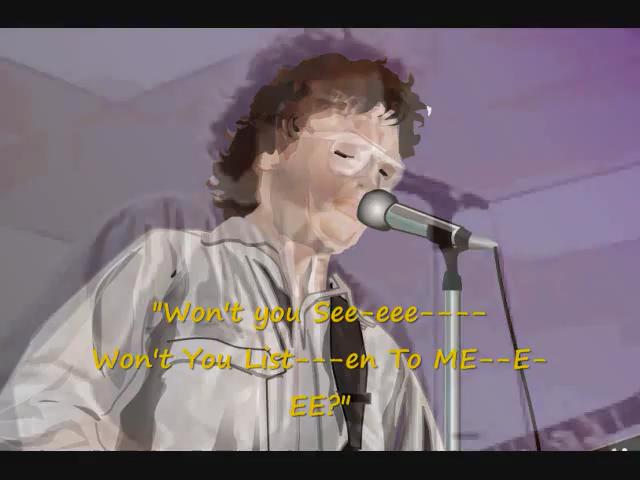 "Won't you See-eee----
Won't You List---en To ME--E-
EE?"